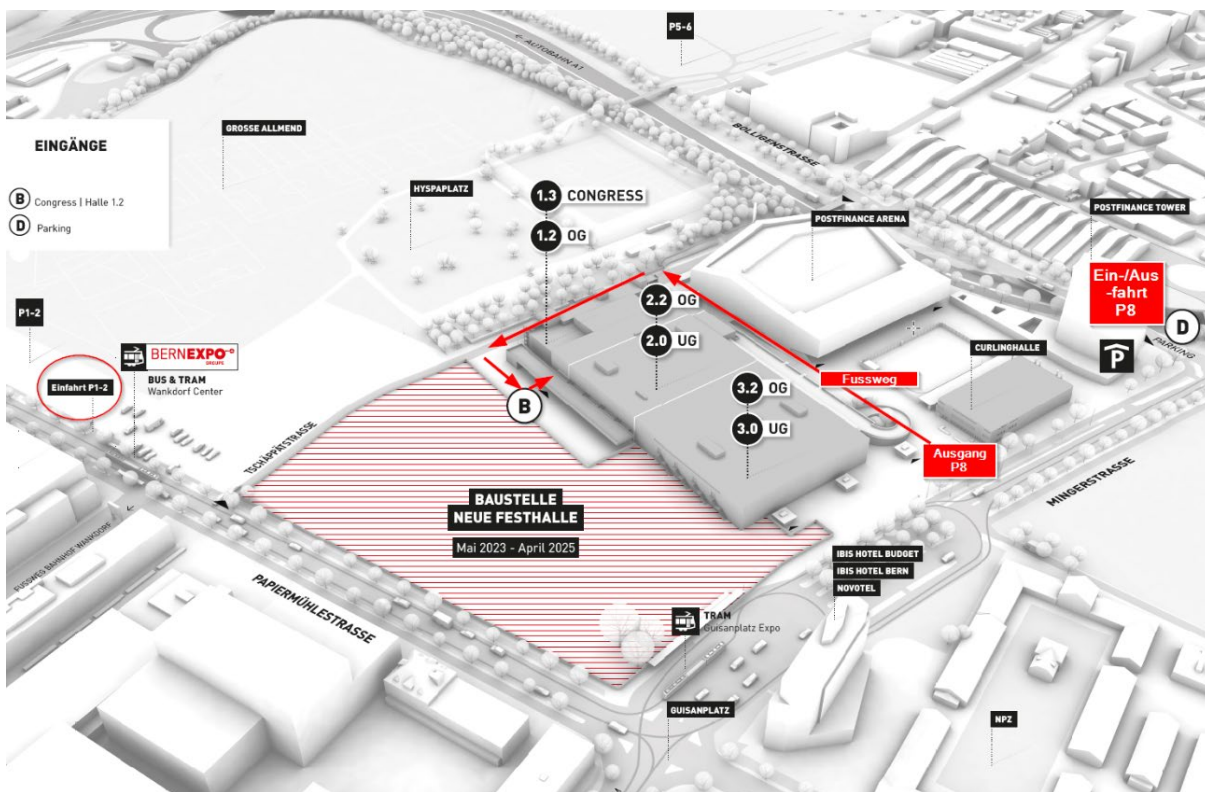 P5-6
← AUTOBAHN A1
EINGÄNGE
B Congress | Halle 1.2
D Parking
GROSSE ALLMEND
BOLLIGENSTRASSE
HYSPAPLATZ
1.3 CONGRESS
1.2 OG
POSTFINANCE ARENA
POSTFINANCE TOWER
Ein-/Aus
-fahrt
P8
D
PARKING
P
2.2 OG
2.0 UG
P1-2
BERNEXPO
GROUPE
BUS & TRAM
Wankdorf Center
Einfahrt P1-2
CURLINGHALLE
Fusswog
3.2 OG
3.0 UG
B
Ausgang
P8
TSCHÄPPÄTSTRASSE
MINGERSTRASSE
BAUSTELLE
NEUE FESTHALLE
Mai 2023 - April 2025
FUSSWEG BAHNHOF WANKDORF
PAPIERMÜHLESTRASSE
IBIS HOTEL BUDGET
IBIS HOTEL BERN
NOVOTEL
TRAM
Guisanplatz Expo
GUISANPLATZ
NPZ